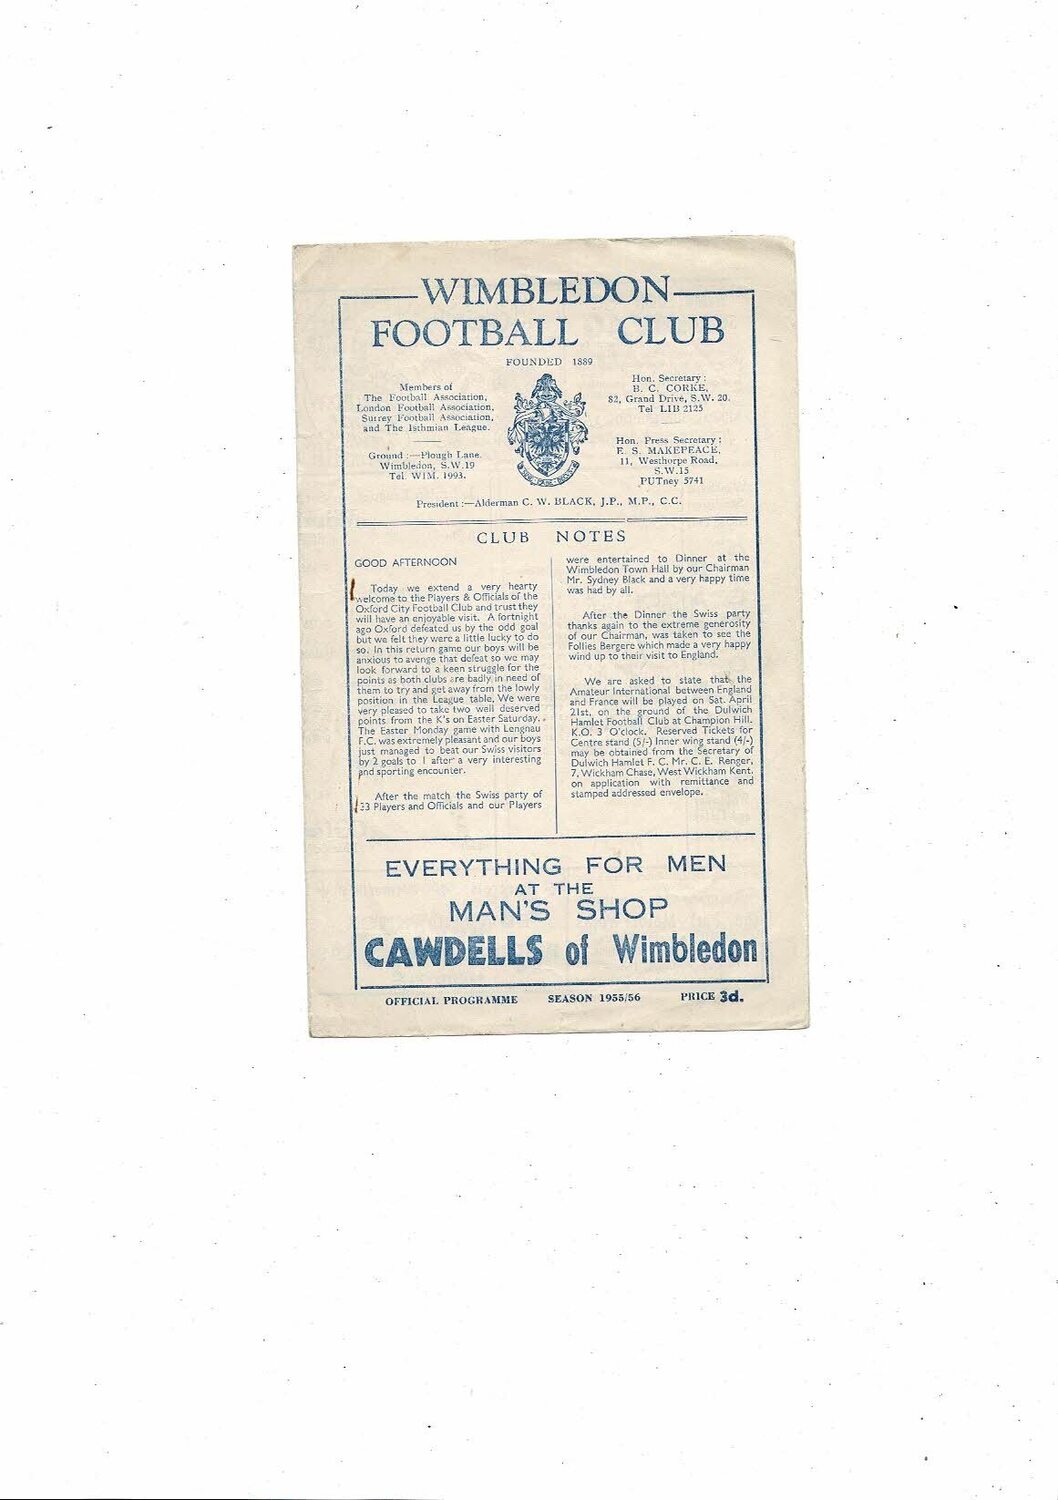 WIMBLEDON
FOOTBALL CLUB
FOUNDED 1889
Members of
The Football Association,
London Football Association,
Surrey Football Association,
and The Isthmian League.
Ground :—Plough Lane.
Wimbledon, S.W.19
Tel. WIM. 1993.
Hon. Secretary :
B. C. CORKE,
82, Grand Drive, S.W. 20.
Tel LIB 2125
Hon. Press Secretary :
E. S. MAKEPEACE,
11, Westhorpe Road,
S.W.15
PUTney 5741
President :—Alderman C. W. BLACK, J.P., M.P., C.C.
CLUB NOTES
GOOD AFTERNOON
Today we extend a very hearty
welcome to the Players & Officials of the
Oxford City Football Club and trust they
will have an enjoyable visit. A fortnight
ago Oxford defeated us by the odd goal
but we felt they were a little lucky to do
so. In this return game our boys will be
anxious to avenge that defeat so we may
look forward to a keen struggle for the
points as both clubs are badly in need of
them to try and get away from the lowly
position in the League table. We were
very pleased to take two well deserved
points from the K's on Easter Saturday.
The Easter Monday game with Lengnau
F.C. was extremely pleasant and our boys
just managed to beat our Swiss visitors
by 2 goals to 1 after a very interesting
and sporting encounter.
After the match the Swiss party of
33 Players and Officials and our Players
were entertained to Dinner at the
Wimbledon Town Hall by our Chairman
Mr. Sydney Black and a very happy time
was had by all.
After the Dinner the Swiss party
thanks again to the extreme generosity
of our Chairman, was taken to see the
Follies Bergere which made a very happy
wind up to their visit to England.
We are asked to state that the
Amateur International between England
and France will be played on Sat. April
21st, on the ground of the Dulwich
Hamlet Football Club at Champion Hill.
K.O. 3 O'clock. Reserved Tickets for
Centre stand (5/-) Inner wing stand (4/-)
may be obtained from the Secretary of
Dulwich Hamlet F. C. Mr. C. E. Renger,
7, Wickham Chase, West Wickham Kent.
on application with remittance and
stamped addressed envelope.
EVERYTHING FOR MEN
AT THE
MAN'S SHOP
CAWDELLS of Wimbledon
OFFICIAL PROGRAMME SEASON 1955/56 PRICE 3d.